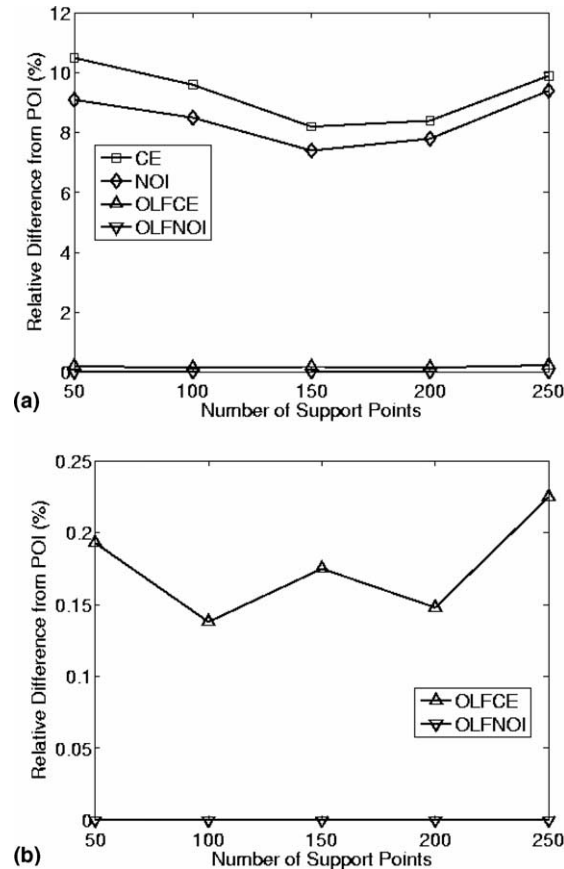 12
10
8
6
4
2
0
Relative Difference from POI (%)
CE
NOI
OLFCE
OLFNOI
50 100 150 200 250
Number of Support Points
(a)
0.25
0.2
0.15
0.1
0.05
0
Relative Difference from POI (%)
OLFCE
OLFNOI
50 100 150 200 250
Number of Support Points
(b)